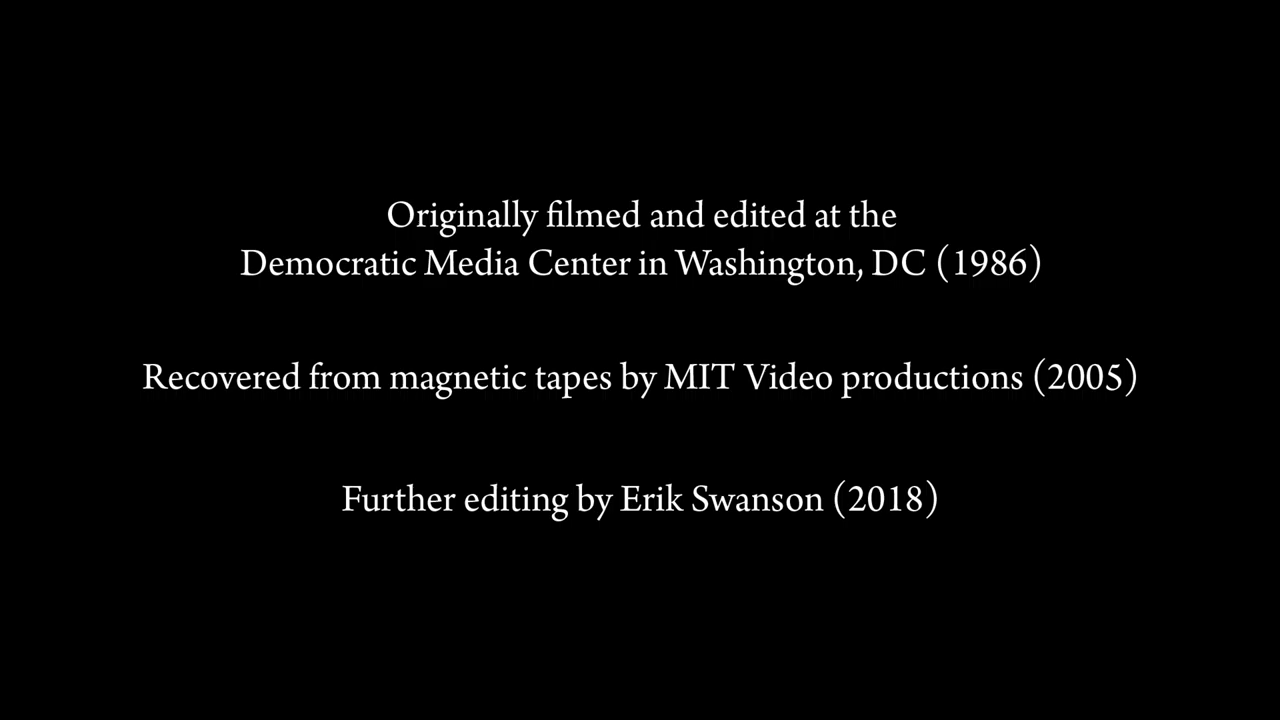 Originally filmed and edited at the
Democratic Media Center in Washington, DC (1986)
Recovered from magnetic tapes by MIT Video productions (2005)
Further editing by Erik Swanson (2018)